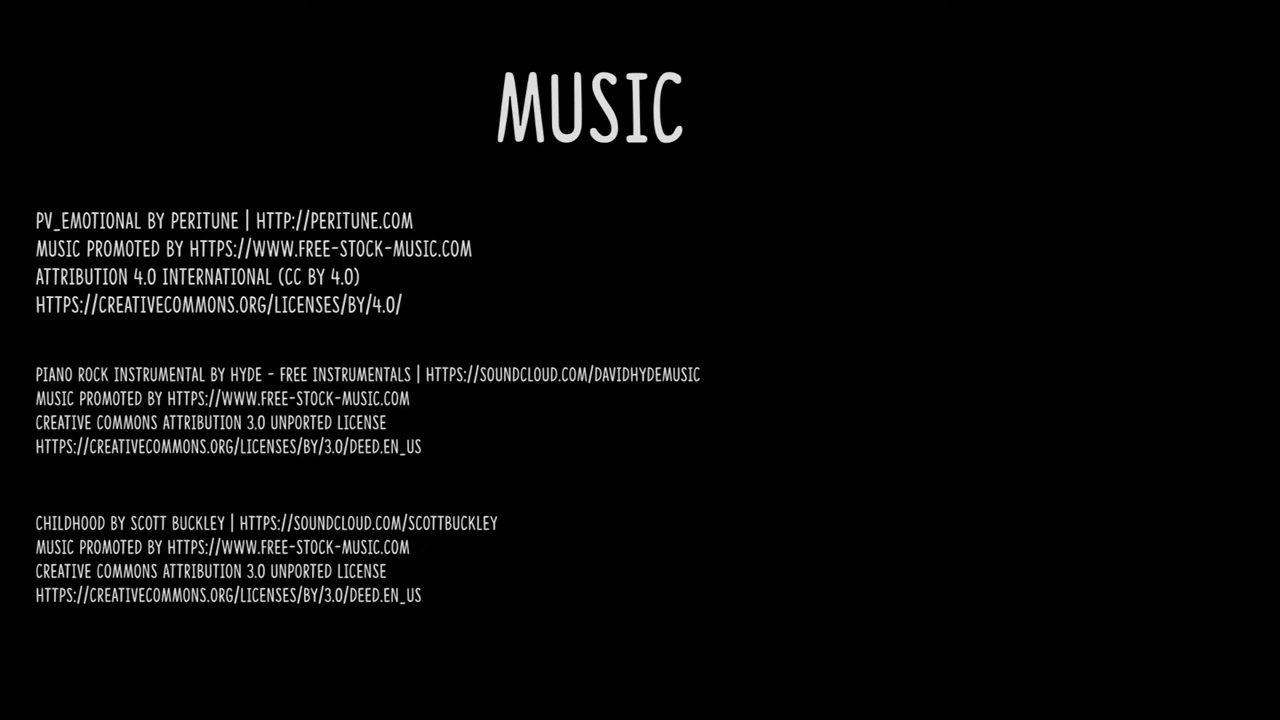 MUSIC
PV_EMOTIONAL BY PERITUNE | HTTP://PERITUNE.COM
MUSIC PROMOTED BY HTTPS://WWW.FREE-STOCK-MUSIC.COM
ATTRIBUTION 4.0 INTERNATIONAL (CC BY 4.0)
HTTPS://CREATIVECOMMONS.ORG/LICENSES/BY/4.0/
PIANO ROCK INSTRUMENTAL BY HYDE - FREE INSTRUMENTALS | HTTPS://SOUNDCLOUD.COM/DAVIDHYDEMUSIC
MUSIC PROMOTED BY HTTPS://WWW.FREE-STOCK-MUSIC.COM
CREATIVE COMMONS ATTRIBUTION 3.0 UNPORTED LICENSE
HTTPS://CREATIVECOMMONS.ORG/LICENSES/BY/3.0/DEED.EN_US
CHILDHOOD BY SCOTT BUCKLEY | HTTPS://SOUNDCLOUD.COM/SCOTTBUCKLEY
MUSIC PROMOTED BY HTTPS://WWW.FREE-STOCK-MUSIC.COM
CREATIVE COMMONS ATTRIBUTION 3.0 UNPORTED LICENSE
HTTPS://CREATIVECOMMONS.ORG/LICENSES/BY/3.0/DEED.EN_US